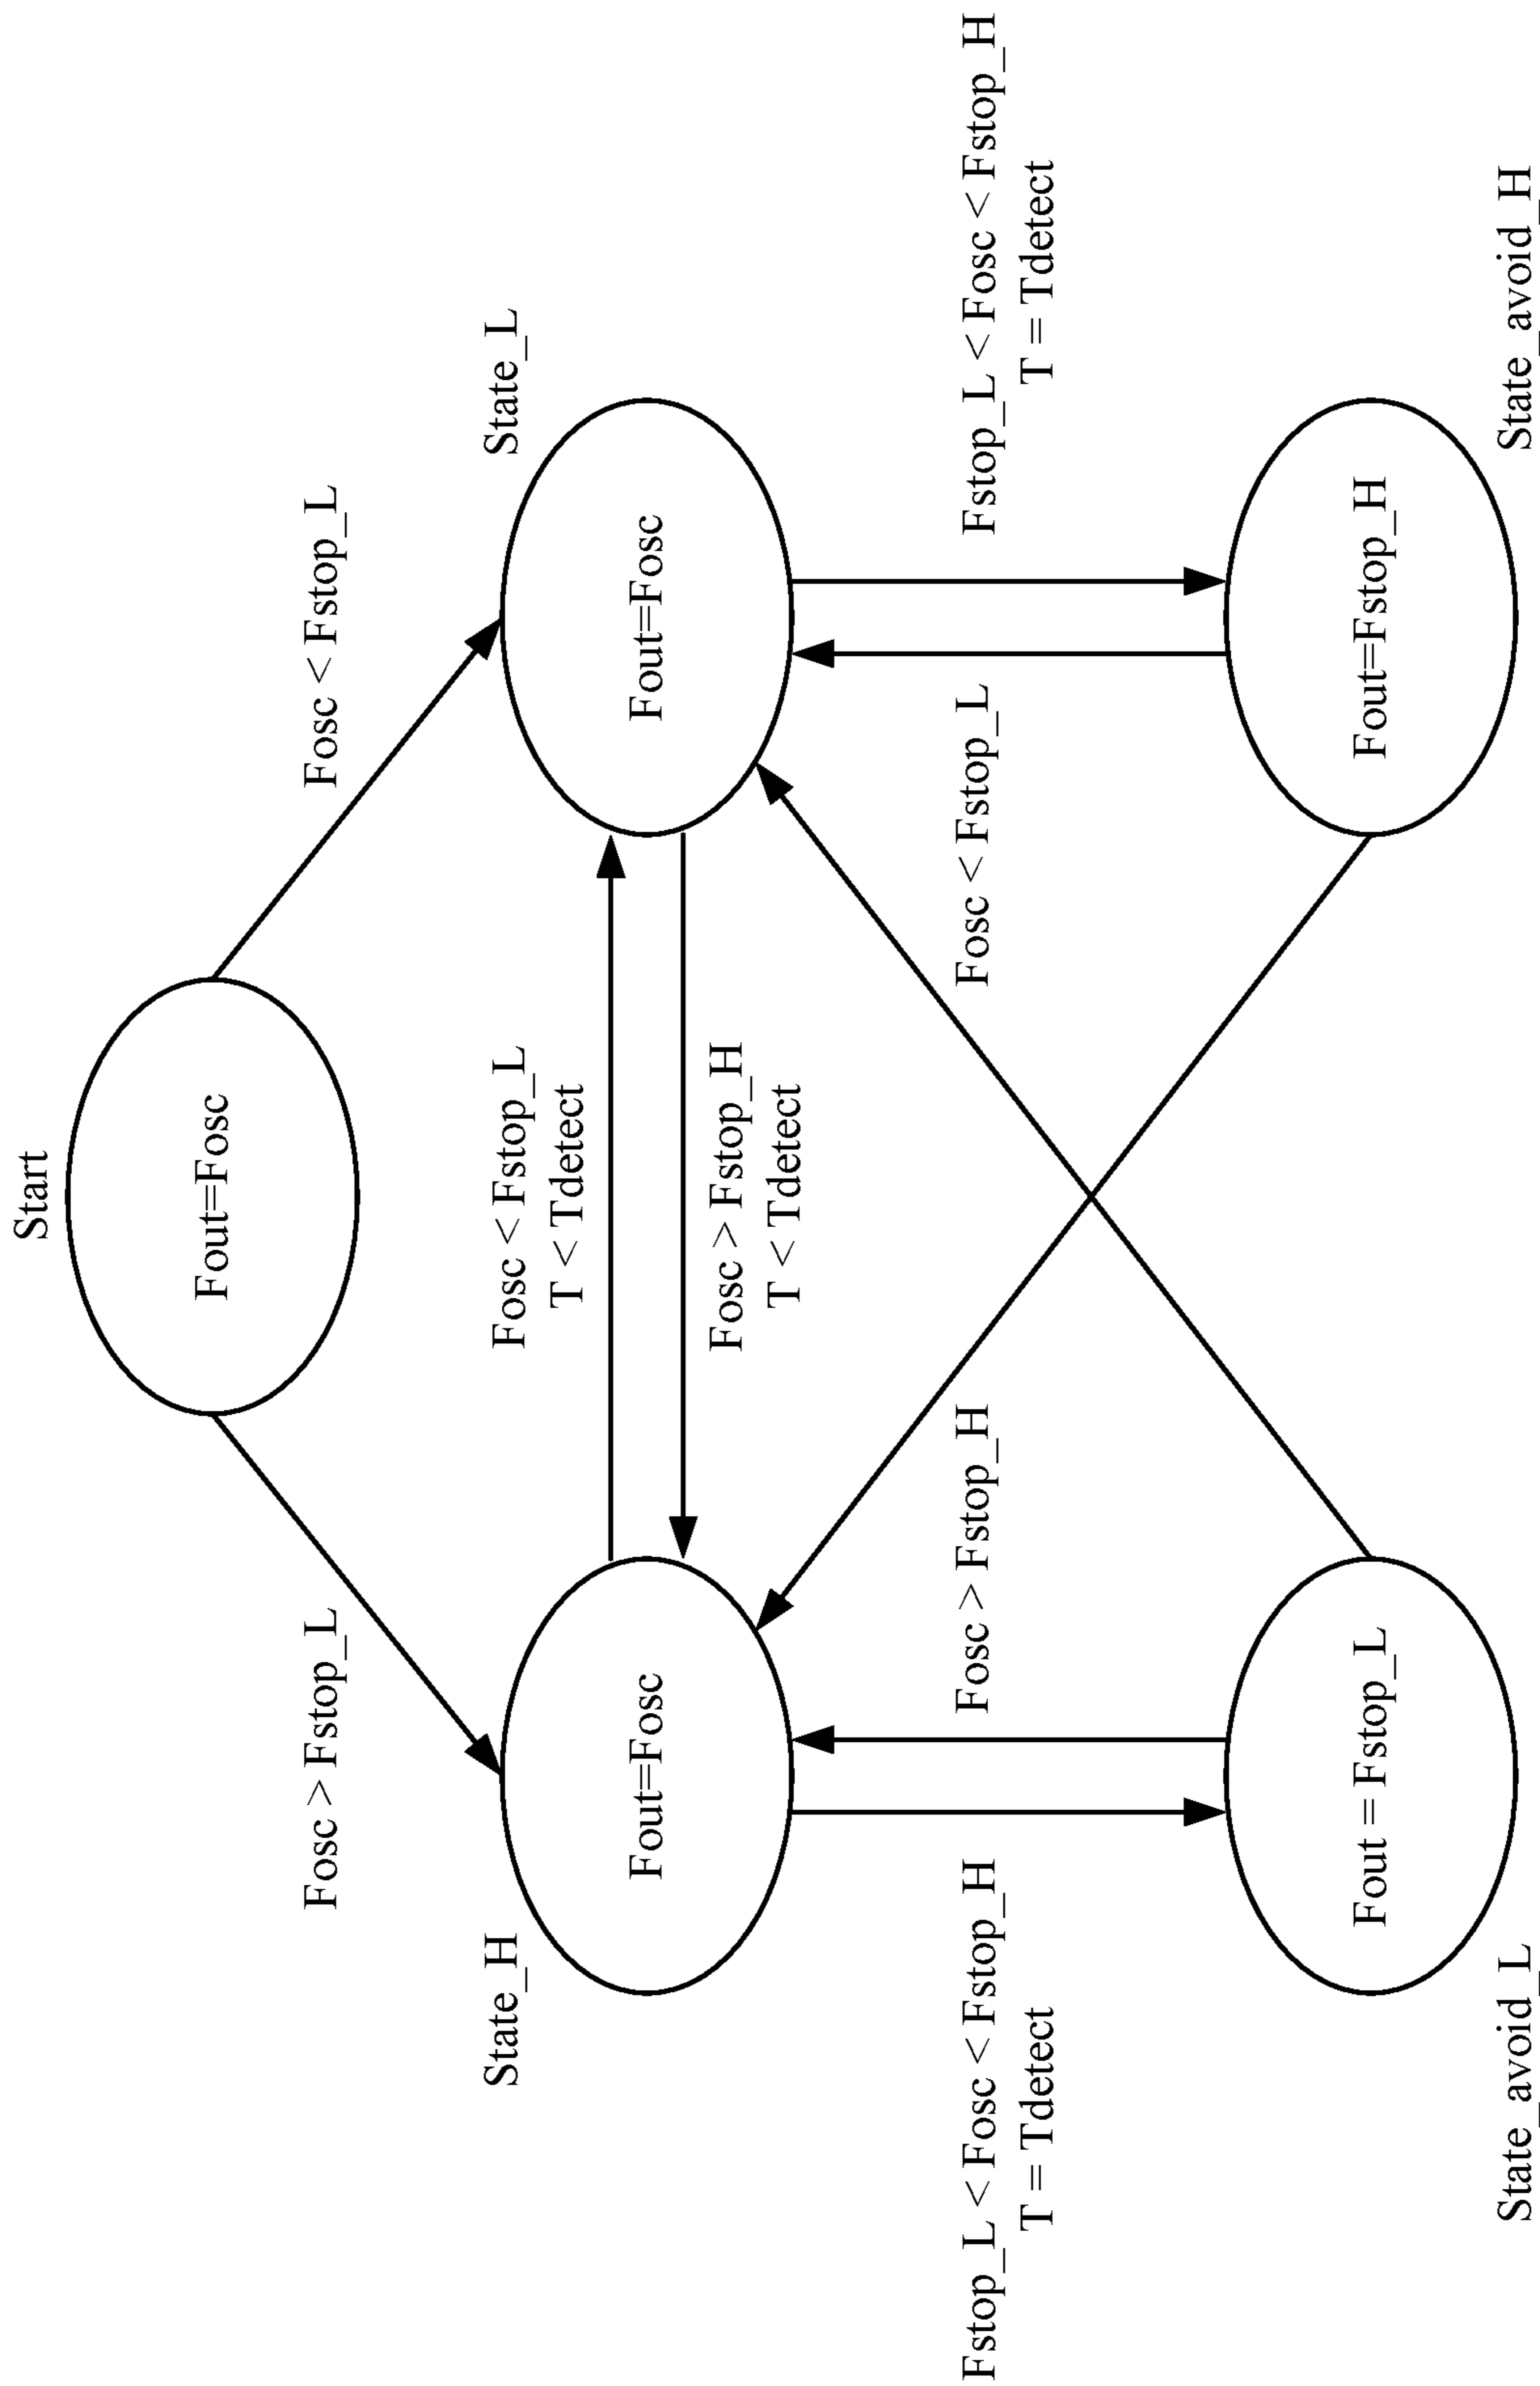 Start
Fout=Fosc
Fosc > Fstop_L
Fosc < Fstop_L
State_H
Fosc < Fstop_L
T < Tdetect
State_L
Fout=Fosc
Fout=Fosc
Fosc > Fstop_H
T < Tdetect
Fstop_L < Fosc < Fstop_H
T = Tdetect
Fosc > Fstop_H
Fosc < Fstop_L
Fstop_L < Fosc < Fstop_H
T = Tdetect
Fout = Fstop_L
Fout=Fstop_H
State_avoid_L
State_avoid_H